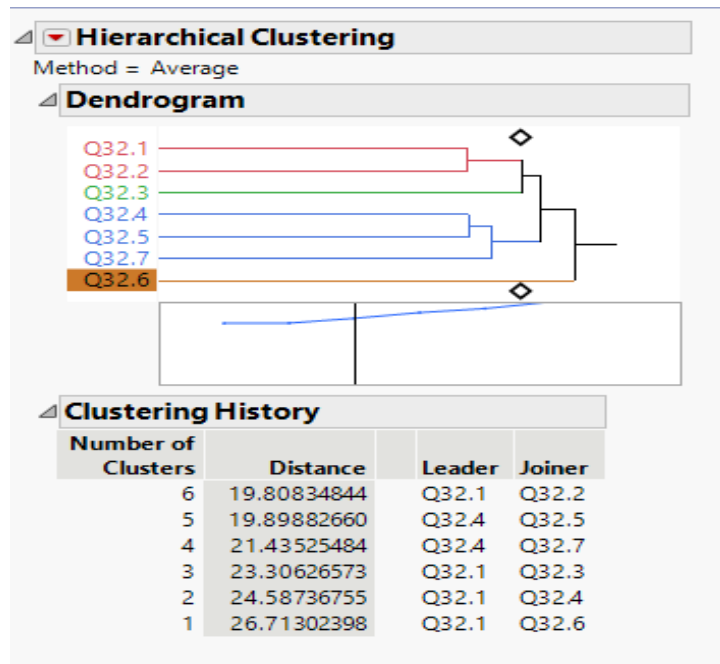 Hierarchical Clustering
Method = Average
Dendrogram
Q32.1
Q32.2
Q32.3
Q32.4
Q32.5
Q32.7
Q32.6
Clustering History
Number of
Clusters Distance Leader Joiner
6 19.80834844 Q32.1 Q32.2
5 19.89882660 Q32.4 Q32.5
4 21.43525484 Q32.4 Q32.7
3 23.30626573 Q32.1 Q32.3
2 24.58736755 Q32.1 Q32.4
1 26.71302398 Q32.1 Q32.6